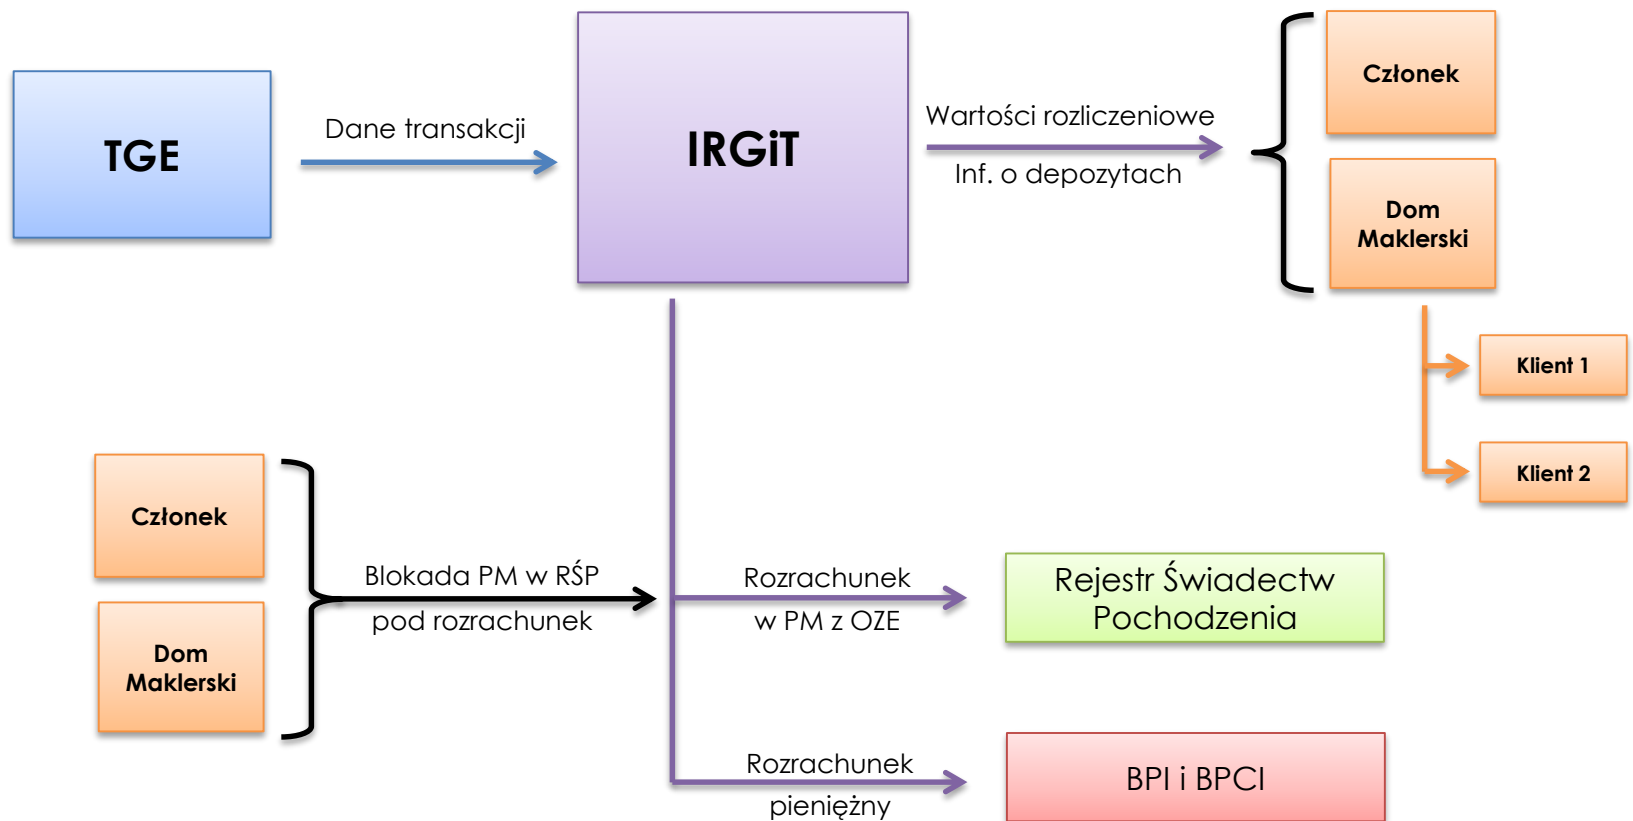 TGE
Dane transakcji
IRGiT
Wartości rozliczeniowe
Inf. o depozytach
Członek
Dom
Maklerski
Klient 1
Klient 2
Członek
Dom
Maklerski
Blokada PM w RŚP
pod rozrachunek
Rozrachunek
w PM z OZE
Rejestr Świadectw
Pochodzenia
Rozrachunek
pieniężny
BPI i BPCI